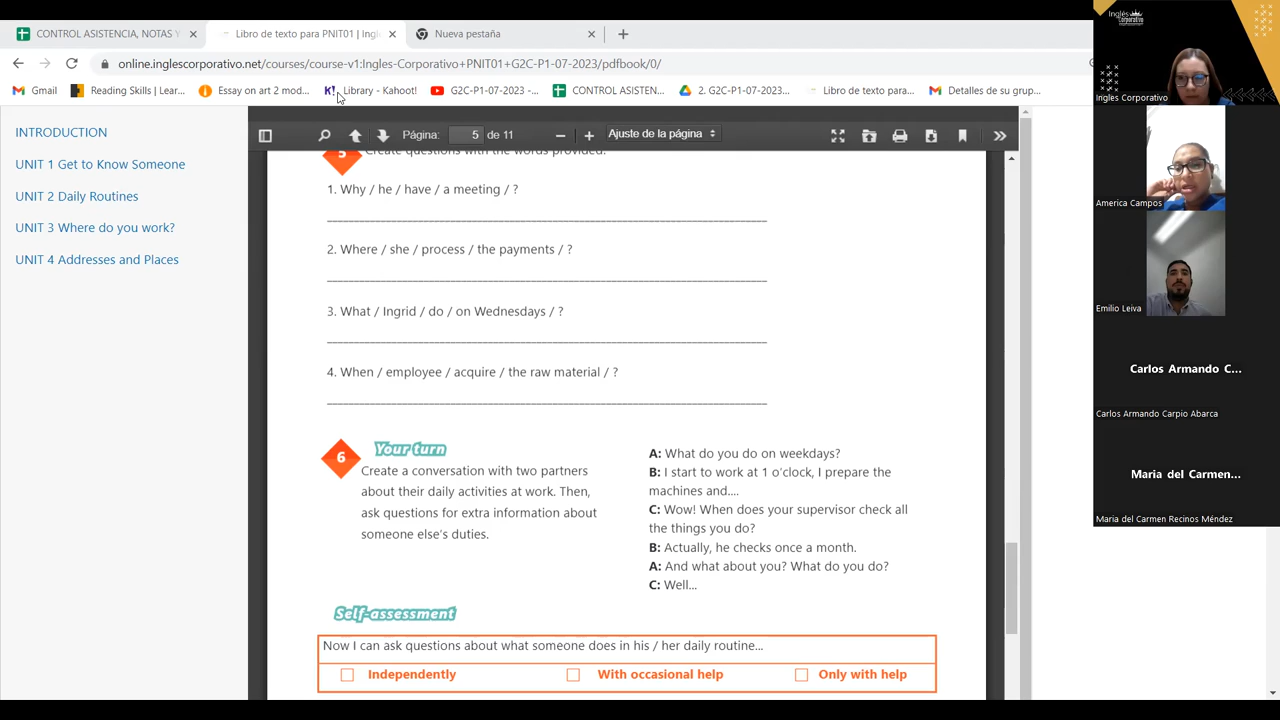 CONTROL ASISTENCIA, NOTAS Y
Libro de texto para PNIT01 | Ingl
Nueva pestaña
online.inglescorporativo.net/courses/course-v1:Ingles-Corporativo+PNIT01+G2C-P1-07-2023/pdfbook/0/
Gmail
Reading Skills | Lear...
Essay on art 2 mod...
K! Library - Kahoot!
G2C-P1-07-2023 -...
CONTROL ASISTEN...
2. G2C-P1-07-2023...
Libro de texto para...
Detalles de su grup...
INTRODUCTION
UNIT 1 Get to Know Someone
UNIT 2 Daily Routines
UNIT 3 Where do you work?
UNIT 4 Addresses and Places
Página: 5 de 11
Ajuste de la página
5 Create questions with the words provided.
1. Why / he / have / a meeting / ?
2. Where / she / process / the payments / ?
3. What / Ingrid / do / on Wednesdays / ?
4. When / employee / acquire / the raw material / ?
6 Your turn
Create a conversation with two partners
about their daily activities at work. Then,
ask questions for extra information about
someone else's duties.
A: What do you do on weekdays?
B: I start to work at 1 o'clock, I prepare the
machines and....
C: Wow! When does your supervisor check all
the things you do?
B: Actually, he checks once a month.
A: And what about you? What do you do?
C: Well...
Self-assessment
Now I can ask questions about what someone does in his / her daily routine...
Independently
With occasional help
Only with help
Inglés
Corporativo
Ingles Corporativo
America Campos
Emilio Leiva
Carlos Armando C...
Carlos Armando Carpio Abarca
Maria del Carmen...
Maria del Carmen Recinos Méndez